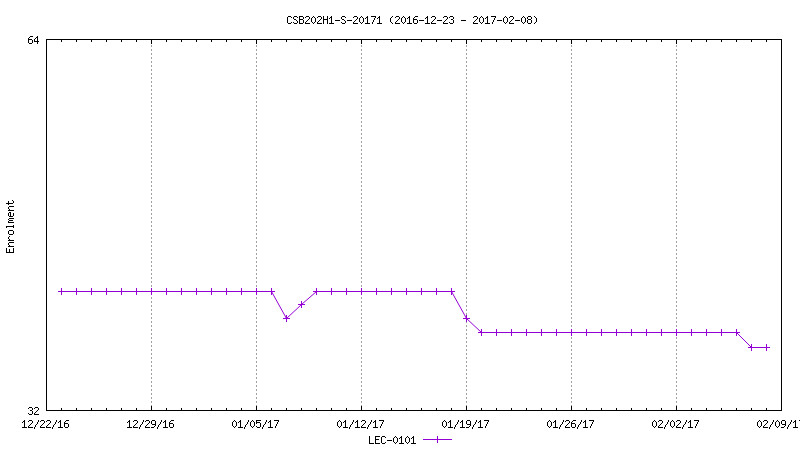 CSB202H1-S-20171 (2016-12-23 - 2017-02-08)
64
Enrolment
32
12/22/16 12/29/16 01/05/17 01/12/17 01/19/17 01/26/17 02/02/17 02/09/1
LEC-0101